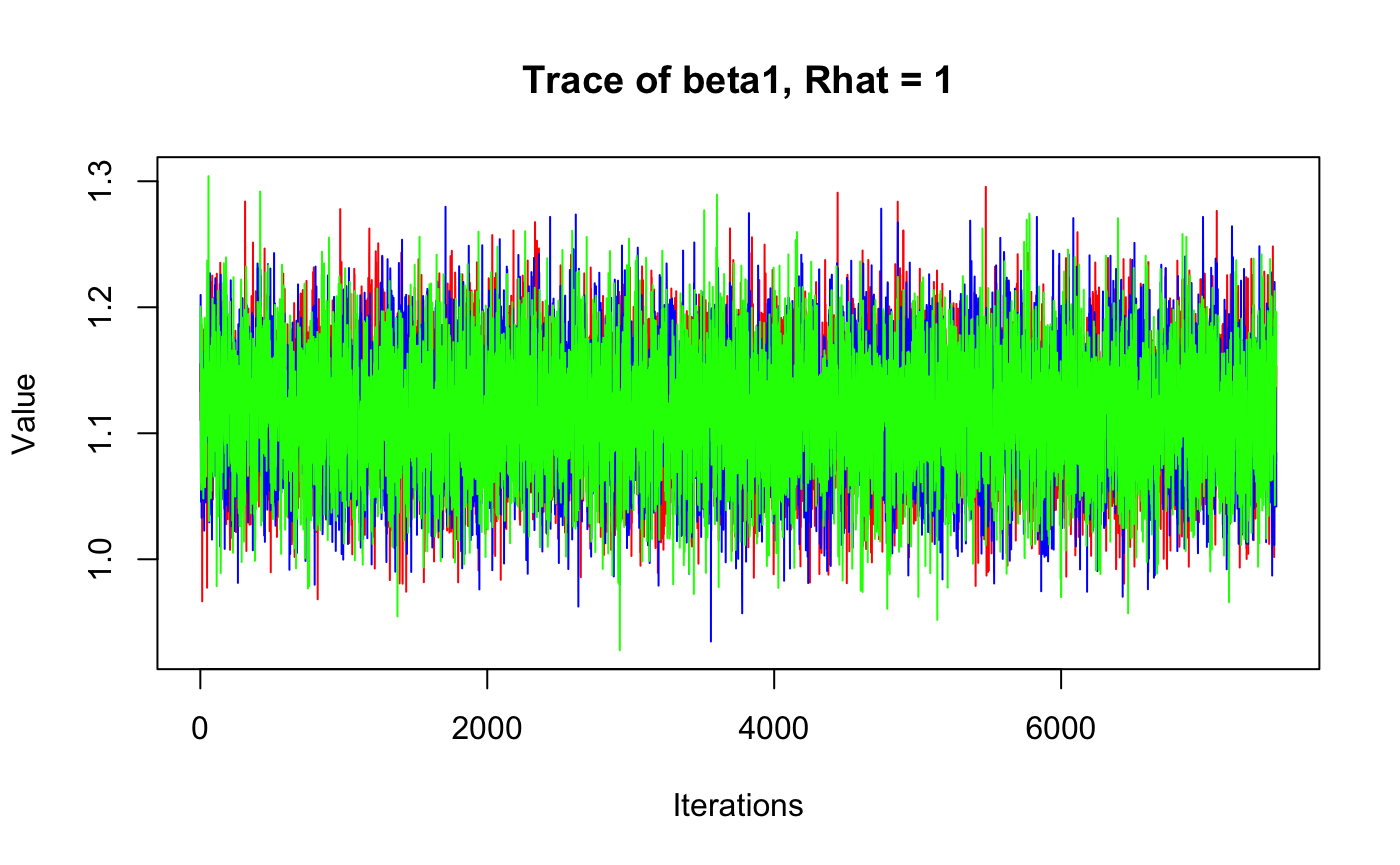 Trace of beta1, Rhat = 1
Value
1.3
1.2
1.1
1.0
0 2000 4000 6000
Iterations